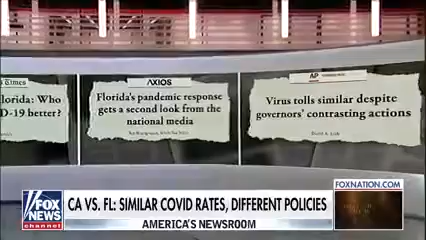 s Times
lorida: Who
D-19 better?
AXIOS
Florida's pandemic response
gets a second look from the
national media
AP
Virus tolls similar despite
governors' contrasting actions
FOX
NEWS
channel
CA VS. FL: SIMILAR COVID RATES, DIFFERENT POLICIES
AMERICA'S NEWSROOM
FOXNATION.COM